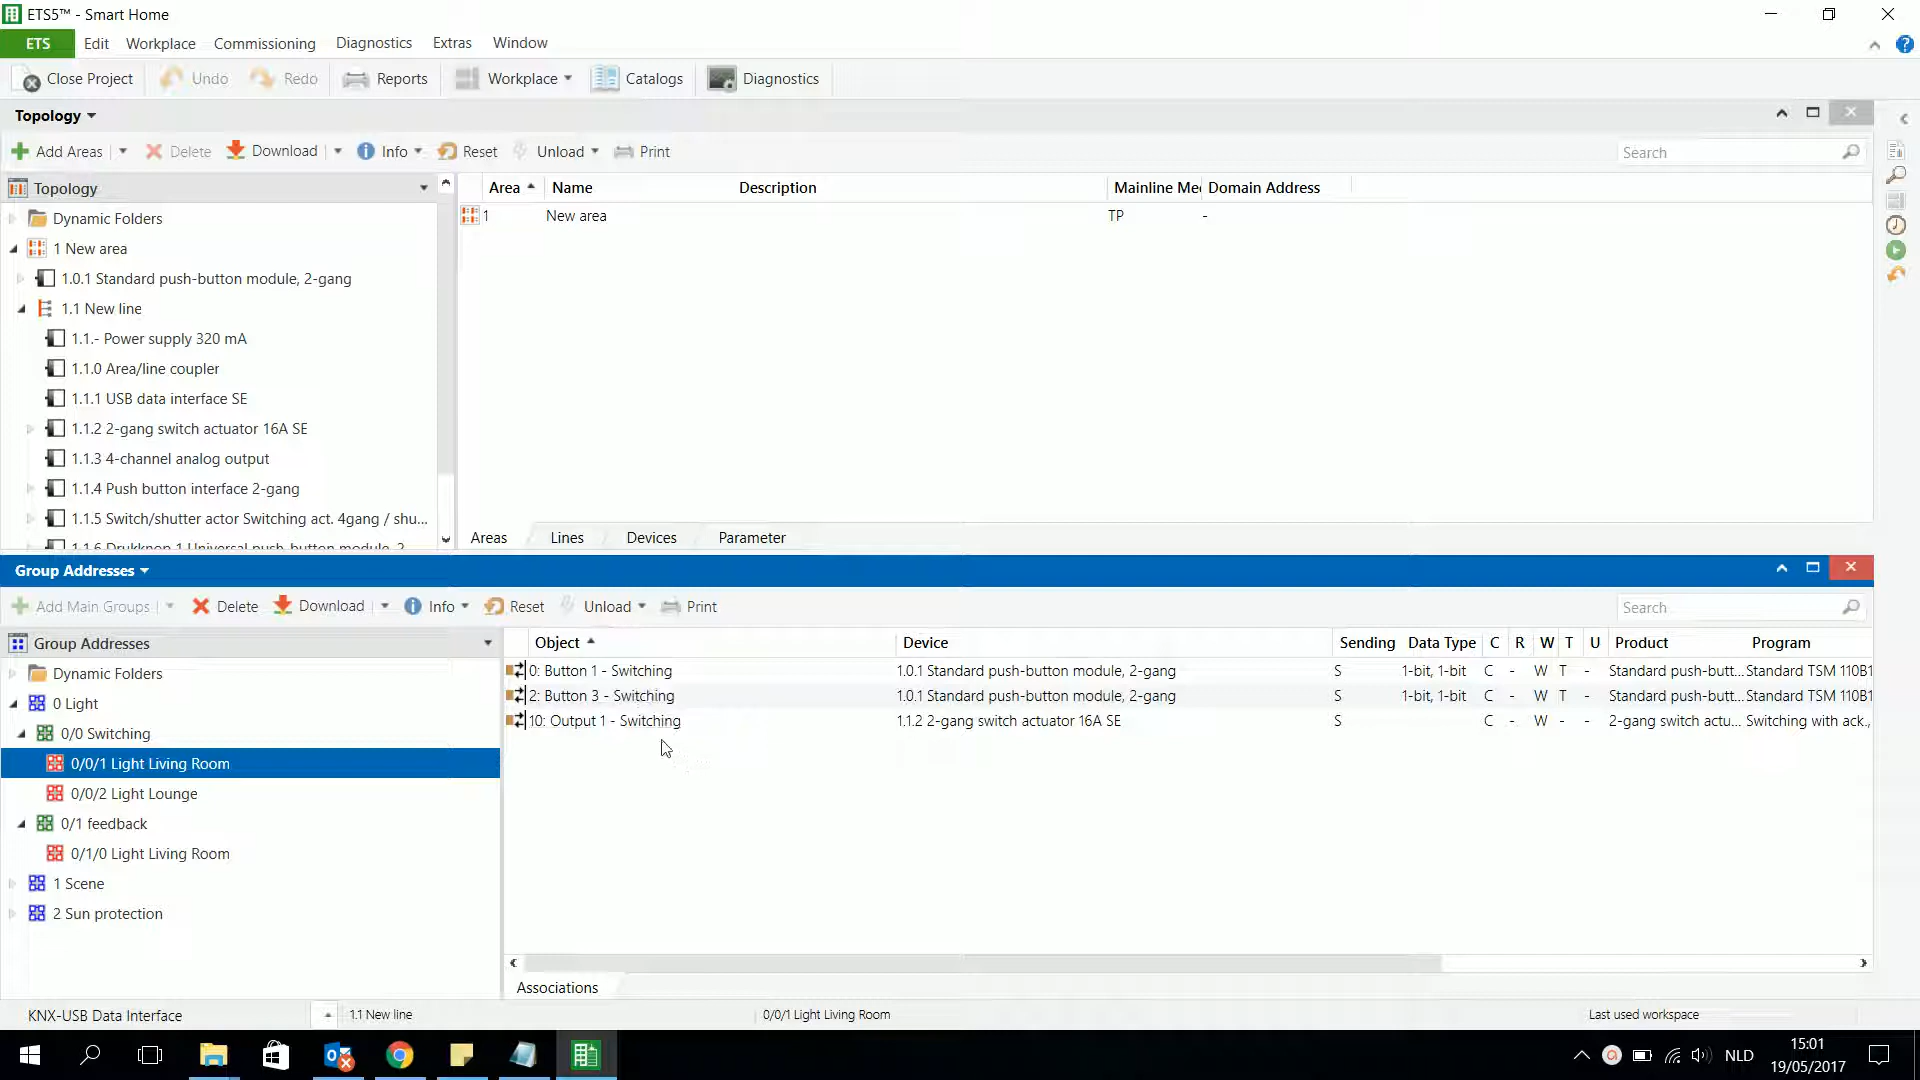 ETS5™ - Smart Home
ETS Edit Workplace Commissioning Diagnostics Extras Window
Close Project Undo Redo Reports Workplace Catalogs Diagnostics
Topology
Add Areas Delete Download Info Reset Unload Print Search
Topology
Dynamic Folders
1 New area
1.0.1 Standard push-button module, 2-gang
1.1 New line
1.1.- Power supply 320 mA
1.1.0 Area/line coupler
1.1.1 USB data interface SE
1.1.2 2-gang switch actuator 16A SE
1.1.3 4-channel analog output
1.1.4 Push button interface 2-gang
1.1.5 Switch/shutter actor Switching act. 4gang / shu...
1.1.6 Drukknop 1 Universal push-button module, 2
Area Name Description Mainline Me Domain Address
1 New area TP -
Areas Lines Devices Parameter
Group Addresses
Add Main Groups Delete Download Info Reset Unload Print Search
Group Addresses
Dynamic Folders
0 Light
0/0 Switching
0/0/1 Light Living Room
0/0/2 Light Lounge
0/1 feedback
0/1/0 Light Living Room
1 Scene
2 Sun protection
Object Device Sending Data Type C R W T U Product Program
0: Button 1 - Switching 1.0.1 Standard push-button module, 2-gang S 1-bit, 1-bit C - W T - Standard push-butt... Standard TSM 110B1
2: Button 3 - Switching 1.0.1 Standard push-button module, 2-gang S 1-bit, 1-bit C - W T - Standard push-butt... Standard TSM 110B1
10: Output 1 - Switching 1.1.2 2-gang switch actuator 16A SE S C - W - - 2-gang switch actu... Switching with ack.,
Associations
KNX-USB Data Interface 1.1 New line 0/0/1 Light Living Room Last used workspace
NLD
15:01
19/05/2017